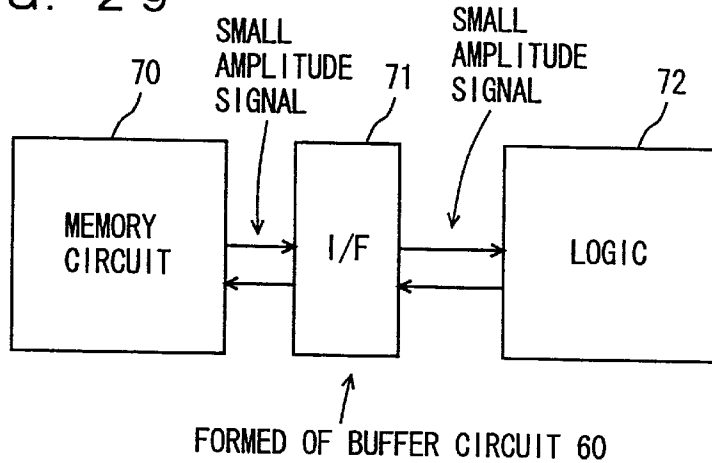 G. 29
SMALL
AMPLITUDE
SIGNAL
SMALL
AMPLITUDE
SIGNAL
70
71
72
MEMORY
CIRCUIT
I/F
LOGIC
FORMED OF BUFFER CIRCUIT 60